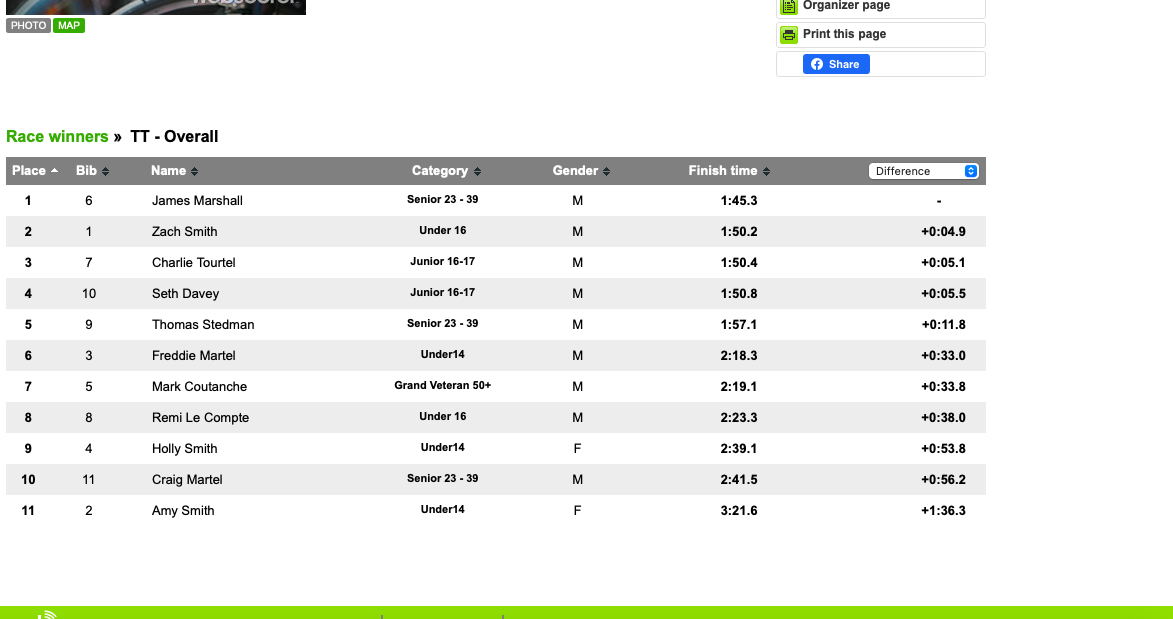 Organizer page
PHOTO MAP
Print this page
Share
Race winners » TT - Overall
Place Bib Name Category Gender Finish time Difference
1 6 James Marshall Senior 23 - 39 M 1:45.3 -
2 1 Zach Smith Under 16 M 1:50.2 +0:04.9
3 7 Charlie Tourtel Junior 16-17 M 1:50.4 +0:05.1
4 10 Seth Davey Junior 16-17 M 1:50.8 +0:05.5
5 9 Thomas Stedman Senior 23 - 39 M 1:57.1 +0:11.8
6 3 Freddie Martel Under14 M 2:18.3 +0:33.0
7 5 Mark Coutanche Grand Veteran 50+ M 2:19.1 +0:33.8
8 8 Remi Le Compte Under 16 M 2:23.3 +0:38.0
9 4 Holly Smith Under14 F 2:39.1 +0:53.8
10 11 Craig Martel Senior 23 - 39 M 2:41.5 +0:56.2
11 2 Amy Smith Under14 F 3:21.6 +1:36.3